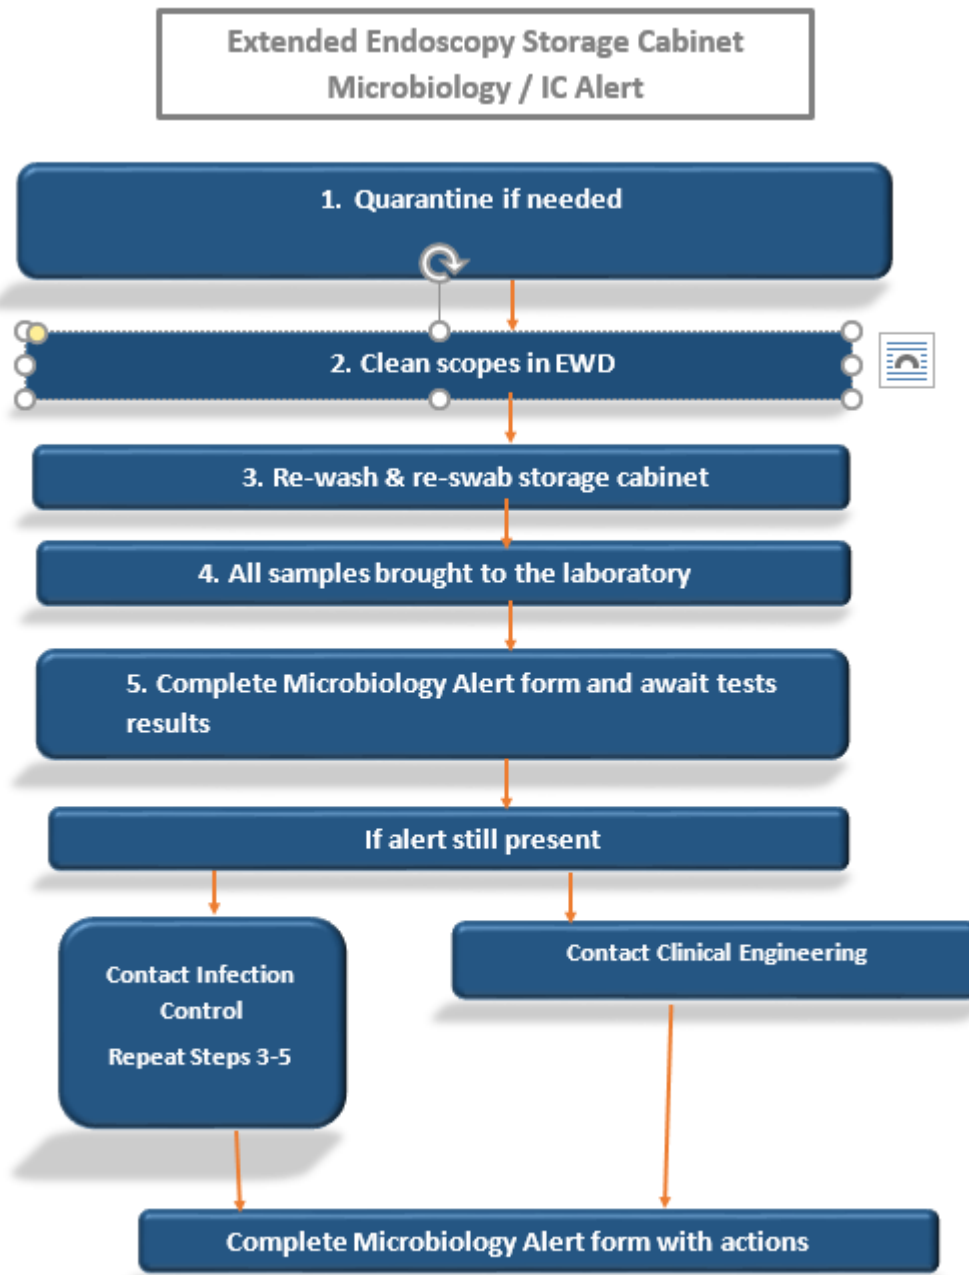 Extended Endoscopy Storage Cabinet
Microbiology / IC Alert
1. Quarantine if needed
2. Clean scopes in EWD
3. Re-wash & re-swab storage cabinet
4. All samples brought to the laboratory
5. Complete Microbiology Alert form and await tests
results
If alert still present
Contact Infection
Control
Repeat Steps 3-5
Contact Clinical Engineering
Complete Microbiology Alert form with actions